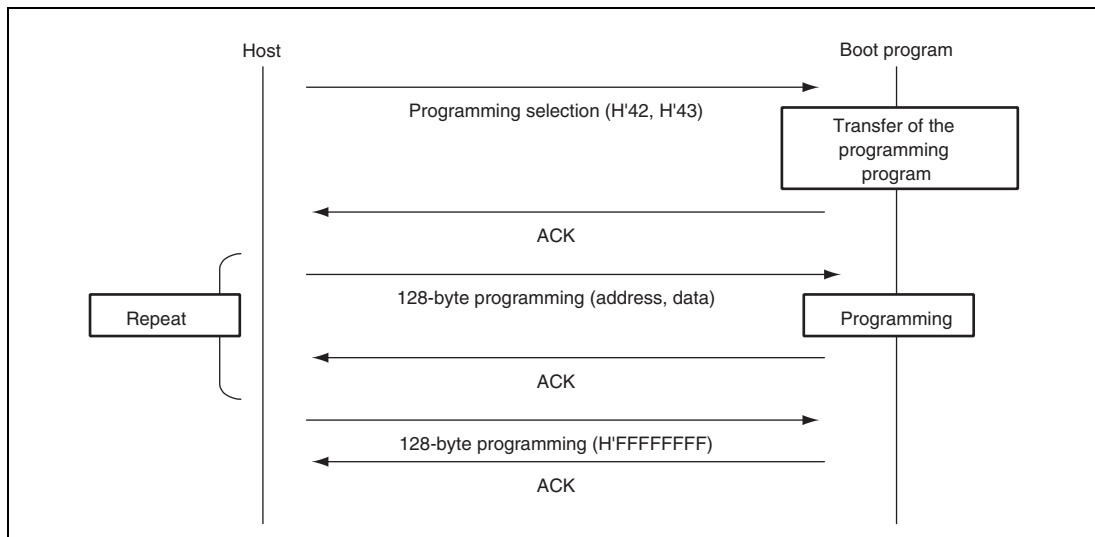 Host
Boot program
Programming selection (H'42, H'43)
Transfer of the
programming
program
ACK
128-byte programming (address, data)
Repeat
Programming
ACK
128-byte programming (H'FFFFFFFF)
ACK